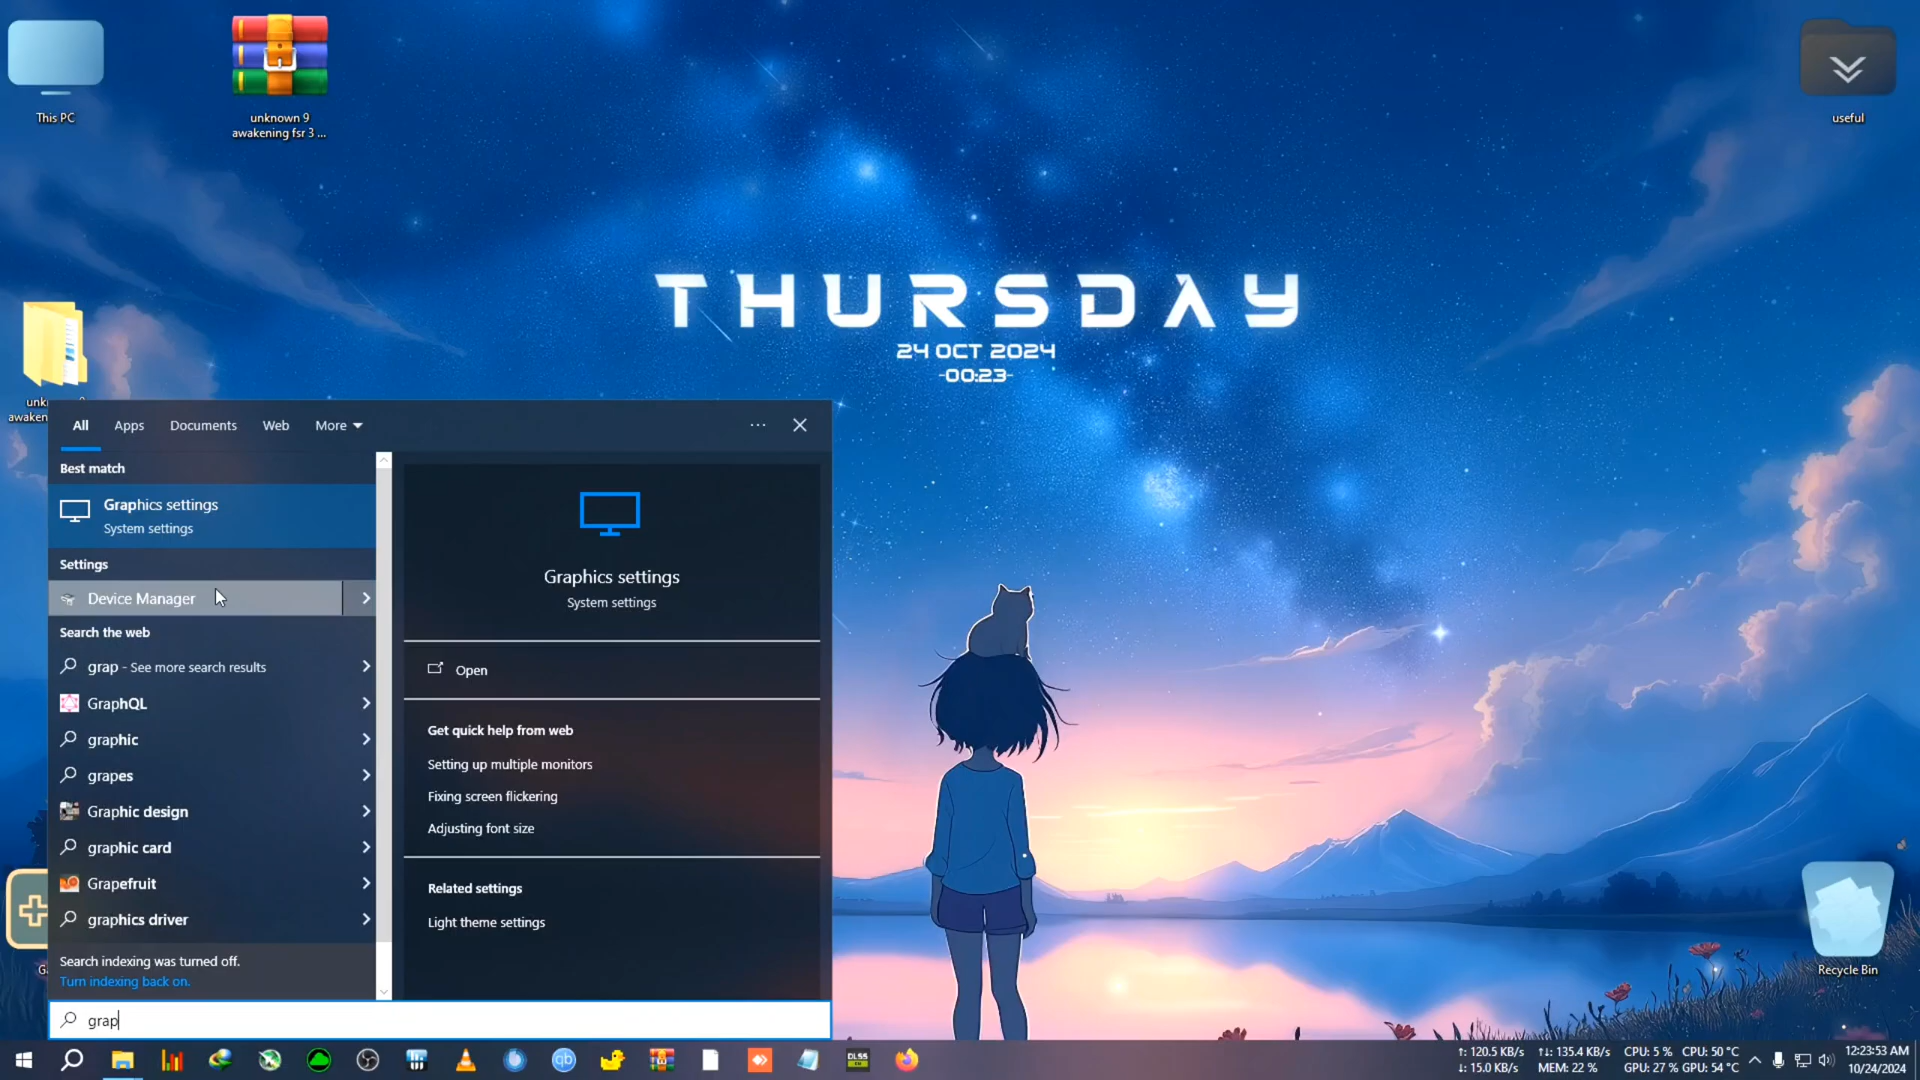 This PC
unknown 9
awakening fsr 3 ...
useful
THURSDAY
24 OCT 2024
-00:23-
unk
awaken
All
Apps
Documents
Web
More
...
Best match
Graphics settings
System settings
Settings
Device Manager
Search the web
grap - See more search results
GraphQL
graphic
grapes
Graphic design
graphic card
Grapefruit
graphics driver
Search indexing was turned off.
Turn indexing back on.
grap
Graphics settings
System settings
Open
Get quick help from web
Setting up multiple monitors
Fixing screen flickering
Adjusting font size
Related settings
Light theme settings
Recycle Bin
qb
DLSS
↑: 120.5 KB/s
↓: 15.0 KB/s
↑↓: 135.4 KB/s
MEM: 22 %
CPU: 5 % CPU: 50 °C
GPU: 27 % GPU: 54 °C
12:23:53 AM
10/24/2024